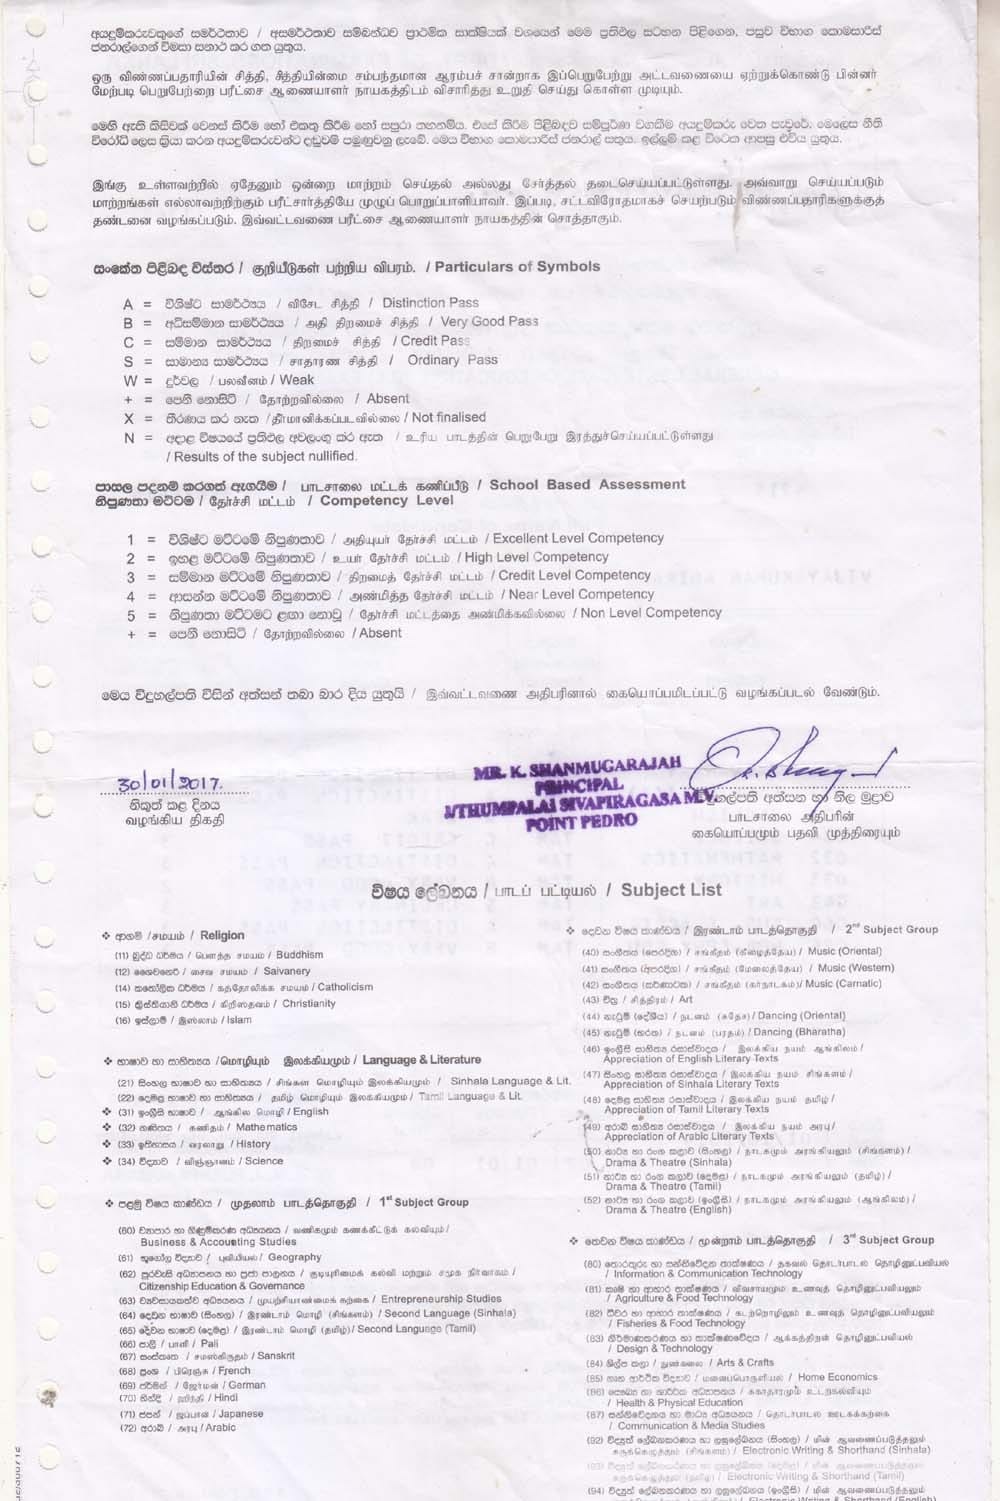 අයදුම්කරුවකුගේ සමර්ථතාව / අසමර්ථතාව සම්බන්ධව ප්‍රාථමික සාක්ෂියක් වශයෙන් මෙම ප්‍රතිඵල සටහන පිළිගෙන, පසුව විභාග කොමසාරිස්
ජනරාල්ගෙන් විමසා සනාථ කර ගත යුතුය.
ஒரு விண்ணப்பதாரியின் சித்தி, சித்தியின்மை சம்பந்தமான ஆரம்பச் சான்றாக இப்பெறுபேற்று அட்டவணையை ஏற்றுக்கொண்டு பின்னர்
மேற்படி பெறுபேற்றை பரீட்சை ஆணையாளர் நாயகத்திடம் விசாரித்து உறுதி செய்து கொள்ள முடியும்.
මෙහි ඇති කිසිවක් වෙනස් කිරීම හෝ එකතු කිරීම හෝ සපුරා තහනම්ය. එසේ කිරීම පිළිබඳව සම්පූර්ණ වගකීම අයදුම්කරු වෙත පැවරේ. මෙලෙස නීති
විරෝධී ලෙස ක්‍රියා කරන අයදුම්කරුවන්ට දඬුවම් පමුණුවනු ලැබේ. මෙය විභාග කොමසාරිස් ජනරාල් සතුය. ඉල්ලුම් කළ විටෙක ආපසු එවිය යුතුය.
இங்கு உள்ளவற்றில் ஏதேனும் ஒன்றை மாற்றம் செய்தல் அல்லது சேர்த்தல் தடைசெய்யப்பட்டுள்ளது. அவ்வாறு செய்யப்படும்
மாற்றங்கள் எல்லாவற்றிற்கும் பரீட்சார்த்தியே முழுப் பொறுப்பாளியாவார். இப்படி, சட்டவிரோதமாகச் செயற்படும் விண்ணப்பதாரிகளுக்குத்
தண்டனை வழங்கப்படும். இவ்வட்டவணை பரீட்சை ஆணையாளர் நாயகத்தின் சொத்தாகும்.
සංකේත පිළිබඳ විස්තර / குறியீடுகள் பற்றிய விபரம். / Particulars of Symbols
A = විශිෂ්ට සාමර්ථ්‍යය / விசேட சித்தி / Distinction Pass
B = අධිසම්මාන සාමර්ථ්‍යය / அதி திறமைச் சித்தி / Very Good Pass
C = සම්මාන සාමර්ථ්‍යය / திறமைச் சித்தி / Credit Pass
S = සාමාන්‍ය සාමර්ථ්‍යය / சாதாரண சித்தி / Ordinary Pass
W = දුර්වල / பலவீனம் / Weak
+ = පෙනී නොසිටි / தோற்றவில்லை / Absent
X = තීරණය කර නැත / தீர்மானிக்கப்படவில்லை / Not finalised
N = අදාළ විෂයයේ ප්‍රතිඵල අවලංගු කර ඇත / உரிய பாடத்தின் பெறுபேறு இரத்துச்செய்யப்பட்டுள்ளது
/ Results of the subject nullified.
පාසල පදනම් කරගත් ඇගයීම / பாடசாலை மட்டக் கணிப்பீடு / School Based Assessment
නිපුණතා මට්ටම / தேர்ச்சி மட்டம் / Competency Level
1 = විශිෂ්ට මට්ටමේ නිපුණතාව / அதியுயர் தேர்ச்சி மட்டம் / Excellent Level Competency
2 = ඉහළ මට්ටමේ නිපුණතාව / உயர் தேர்ச்சி மட்டம் / High Level Competency
3 = සම්මාන මට්ටමේ නිපුණතාව / திறமைத் தேர்ச்சி மட்டம் / Credit Level Competency
4 = ආසන්න මට්ටමේ නිපුණතාව / அண்மித்த தேர்ச்சி மட்டம் / Near Level Competency
5 = නිපුණතා මට්ටමට ළඟා නොවූ / தேர்ச்சி மட்டத்தை அண்மிக்கவில்லை / Non Level Competency
+ = පෙනී නොසිටි / தோற்றவில்லை / Absent
මෙය විදුහල්පති විසින් අත්සන් තබා බාර දිය යුතුයි / இவ்வட்டவணை அதிபரினால் கையொப்பமிடப்பட்டு வழங்கப்படல் வேண்டும்.
30/01/2017.
නිකුත් කළ දිනය
வழங்கிய திகதி
MR. K. SHANMUGARAJAH
PRINCIPAL
J/THUMPALAI SIVAPIRAGASA M.V.
POINT PEDRO
විදුහල්පති අත්සන හා නිල මුද්‍රාව
பாடசாலை அதிபரின்
கையொப்பமும் பதவி முத்திரையும்
විෂය ලේඛනය / பாடப் பட்டியல் / Subject List
❖ ආගම් / சமயம் / Religion
(11) බුද්ධ ධර්මය / பௌத்த சமயம் / Buddhism
(12) ශෛවනෙරි / சைவ சமயம் / Saivanery
(14) කතෝලික ධර්මය / கத்தோலிக்க சமயம் / Catholicism
(15) ක්‍රිස්තියානි ධර්මය / கிறிஸ்தவம் / Christianity
(16) ඉස්ලාම් / இஸ்லாம் / Islam
❖ භාෂාව හා සාහිත්‍යය / மொழியும் இலக்கியமும் / Language & Literature
(21) සිංහල භාෂාව හා සාහිත්‍යය / சிங்கள மொழியும் இலக்கியமும் / Sinhala Language & Lit.
(22) දෙමළ භාෂාව හා සාහිත්‍යය / தமிழ் மொழியும் இலக்கியமும் / Tamil Language & Lit.
❖ (31) ඉංග්‍රීසි භාෂාව / ஆங்கில மொழி / English
❖ (32) ගණිතය / கணிதம் / Mathematics
❖ (33) ඉතිහාසය / வரலாறு / History
❖ (34) විද්‍යාව / விஞ்ஞானம் / Science
❖ පළමු විෂය කාණ්ඩය / முதலாம் பாடத்தொகுதி / 1st Subject Group
(60) ව්‍යාපාර හා ගිණුම්කරණ අධ්‍යයනය / வணிகமும் கணக்கீட்டுக் கல்வியும் /
Business & Accounting Studies
(61) භූගෝල විද්‍යාව / புவியியல் / Geography
(62) පුරවැසි අධ්‍යාපනය හා ප්‍රජා පාලනය / குடியுரிமைக் கல்வி மற்றும் சமூக நிர்வாகம் /
Citizenship Education & Governance
(63) ව්‍යවසායකත්ව අධ්‍යයනය / முயற்சியாண்மைக் கற்கை / Entrepreneurship Studies
(64) දෙවන භාෂාව (සිංහල) / இரண்டாம் மொழி (சிங்களம்) / Second Language (Sinhala)
(65) දෙවන භාෂාව (දෙමළ) / இரண்டாம் மொழி (தமிழ்) / Second Language (Tamil)
(66) පාලි / பாளி / Pali
(67) සංස්කෘත / சமஸ்கிருதம் / Sanskrit
(68) ප්‍රංශ / பிரெஞ்சு / French
(69) ජර්මන් / ஜேர்மன் / German
(70) හින්දි / ஹிந்தி / Hindi
(71) ජපන් / ஜப்பான் / Japanese
(72) අරාබි / அரபு / Arabic
❖ දෙවන විෂය කාණ්ඩය / இரண்டாம் பாடத்தொகுதி / 2nd Subject Group
(40) සංගීතය (පෙරදිග) / சங்கீதம் (கீழைத்தேய) / Music (Oriental)
(41) සංගීතය (අපරදිග) / சங்கீதம் (மேலைத்தேய) / Music (Western)
(42) සංගීතය (කර්ණාටක) / சங்கீதம் (கர்நாடகம்) / Music (Carnatic)
(43) චිත්‍ර / சித்திரம் / Art
(44) නැටුම් (දේශීය) / நடனம் (சுதேச) / Dancing (Oriental)
(45) නැටුම් (භරත) / நடனம் (பரதம்) / Dancing (Bharatha)
(46) ඉංග්‍රීසි සාහිත්‍ය රසාස්වාදය / இலக்கிய நயம் ஆங்கிலம் /
Appreciation of English Literary Texts
(47) සිංහල සාහිත්‍ය රසාස්වාදය / இலக்கிய நயம் சிங்களம் /
Appreciation of Sinhala Literary Texts
(48) දෙමළ සාහිත්‍ය රසාස්වාදය / இலக்கிய நயம் தமிழ் /
Appreciation of Tamil Literary Texts
(49) අරාබි සාහිත්‍ය රසාස්වාදය / இலக்கிய நயம் அரபு /
Appreciation of Arabic Literary Texts
(50) නාට්‍ය හා රංග කලාව (සිංහල) / நாடகமும் அரங்கியலும் (சிங்களம்) /
Drama & Theatre (Sinhala)
(51) නාට්‍ය හා රංග කලාව (දෙමළ) / நாடகமும் அரங்கியலும் (தமிழ்) /
Drama & Theatre (Tamil)
(52) නාට්‍ය හා රංග කලාව (ඉංග්‍රීසි) / நாடகமும் அரங்கியலும் (ஆங்கிலம்) /
Drama & Theatre (English)
❖ තෙවන විෂය කාණ්ඩය / மூன்றாம் பாடத்தொகுதி / 3rd Subject Group
(80) තොරතුරු හා සන්නිවේදන තාක්ෂණය / தகவல் தொடர்பாடல் தொழினுட்பவியல்
/ Information & Communication Technology
(81) කෘෂි හා ආහාර තාක්ෂණය / விவசாயமும் உணவுத் தொழினுட்பவியலும்
/ Agriculture & Food Technology
(82) ධීවර හා ආහාර තාක්ෂණය / கடற்றொழிலும் உணவுத் தொழினுட்பவியலும்
/ Fisheries & Food Technology
(83) නිර්මාණකරණය හා තාක්ෂණවේදය / ஆக்கத்திறன் தொழினுட்பவியல்
/ Design & Technology
(84) ශිල්ප කලා / நுண்கலை / Arts & Crafts
(85) ගෘහ ආර්ථික විද්‍යාව / மனைப்பொருளியல் / Home Economics
(86) සෞඛ්‍ය හා ශාරීරික අධ්‍යාපනය / சுகாதாரமும் உடற்கல்வியும்
/ Health & Physical Education
(87) සන්නිවේදනය හා මාධ්‍ය අධ්‍යයනය / தொடர்பாடல் ஊடகக்கற்கை
/ Communication & Media Studies
(92) විද්‍යුත් ලේඛනකරණය හා ලඝුලේඛනය (සිංහල) / மின் ஆவணப்படுத்தலும்
சுருக்கெழுத்தும் (சிங்களம்) / Electronic Writing & Shorthand (Sinhala)
(93) විද්‍යුත් ලේඛනකරණය හා ලඝුලේඛනය (දෙමළ) / மின் ஆவணப்படுத்தலும்
சுருக்கெழுத்தும் (தமிழ்) / Electronic Writing & Shorthand (Tamil)
(94) විද්‍යුත් ලේඛනකරණය හා ලඝුලේඛනය (ඉංග්‍රීසි) / மின் ஆவணப்படுத்தலும்